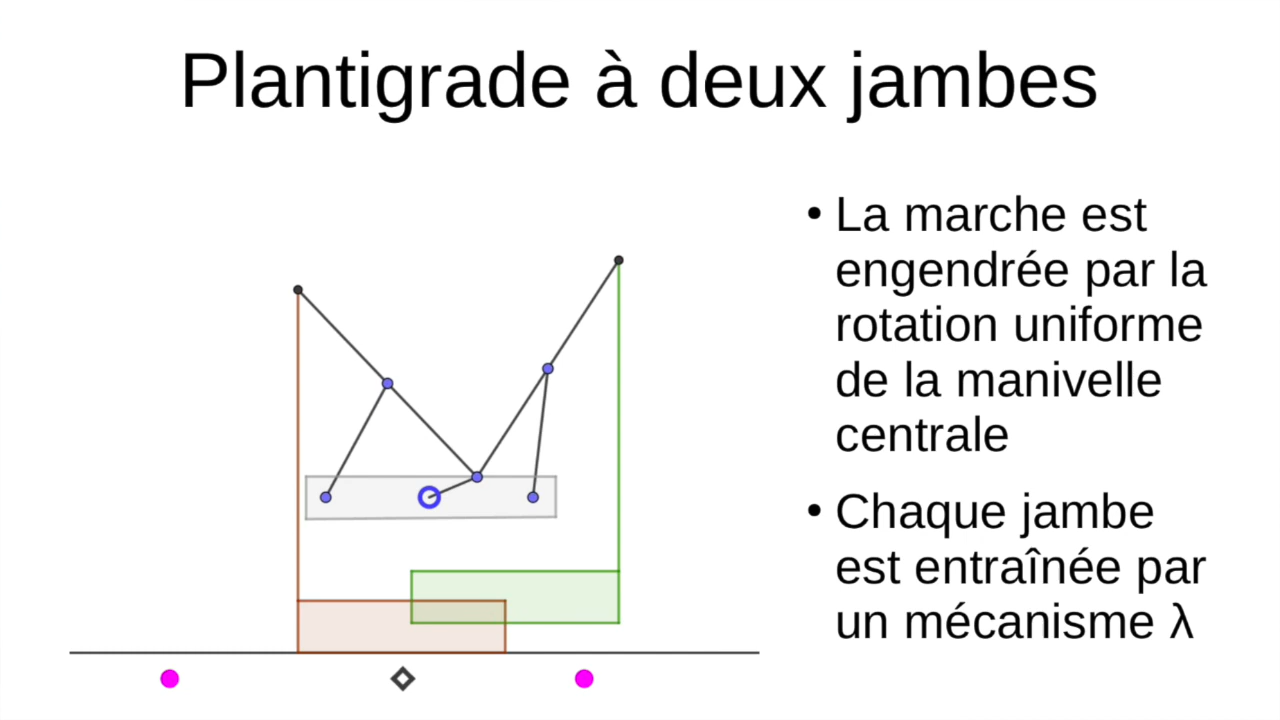 Plantigrade à deux jambes
• La marche est
engendrée par la
rotation uniforme
de la manivelle
centrale
• Chaque jambe
est entraînée par
un mécanisme λ